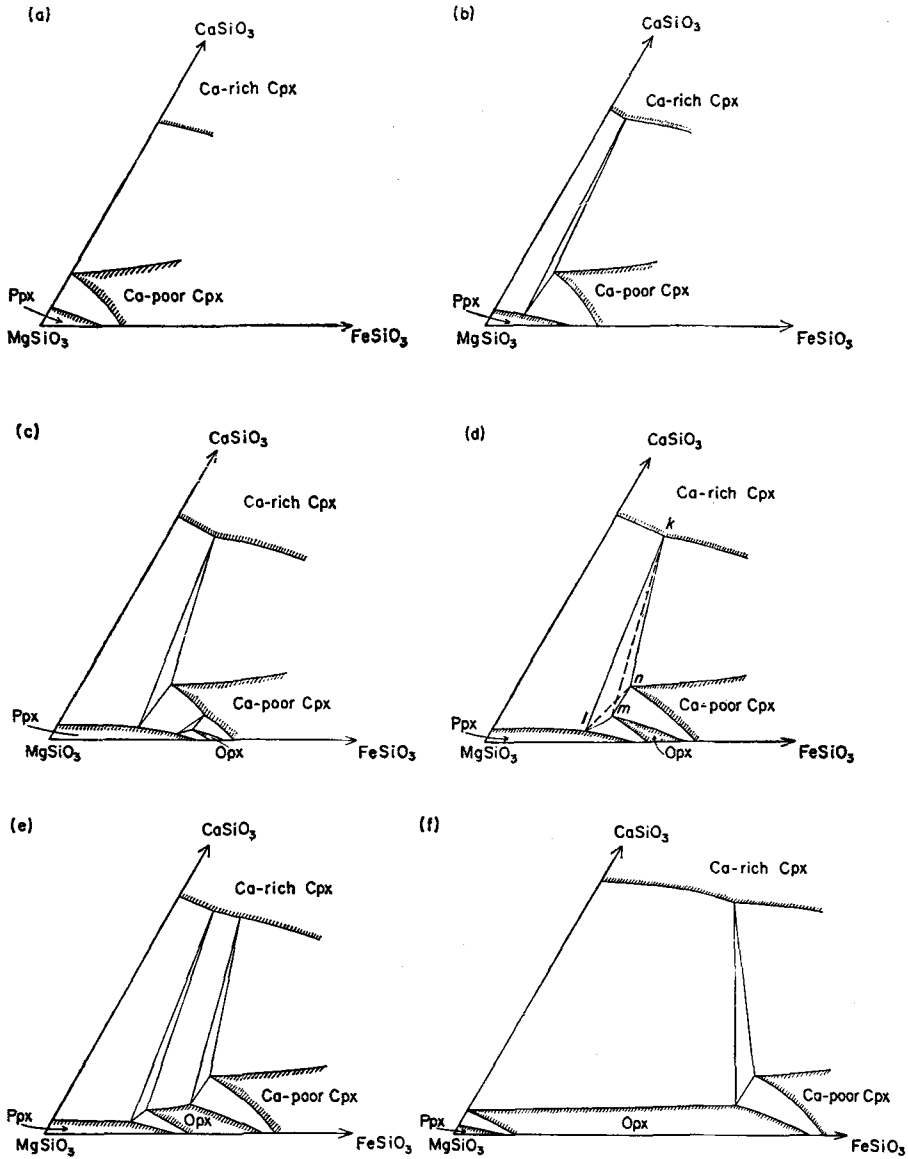 (a)
CaSiO₃
Ca-rich Cpx
Ppx
Ca-poor Cpx
MgSiO₃
FeSiO₃
(b)
CaSiO₃
Ca-rich Cpx
Ppx
Ca-poor Cpx
MgSiO₃
FeSiO₃
(c)
CaSiO₃
Ca-rich Cpx
Ca-poor Cpx
Ppx
MgSiO₃
Opx
FeSiO₃
(d)
CaSiO₃
Ca-rich Cpx
k
n
Ca-poor Cpx
l
m
Ppx
MgSiO₃
Opx
FeSiO₃
(e)
CaSiO₃
Ca-rich Cpx
Ca-poor Cpx
Ppx
Opx
MgSiO₃
FeSiO₃
(f)
CaSiO₃
Ca-rich Cpx
Ca-poor Cpx
Ppx
Opx
MgSiO₃
FeSiO₃